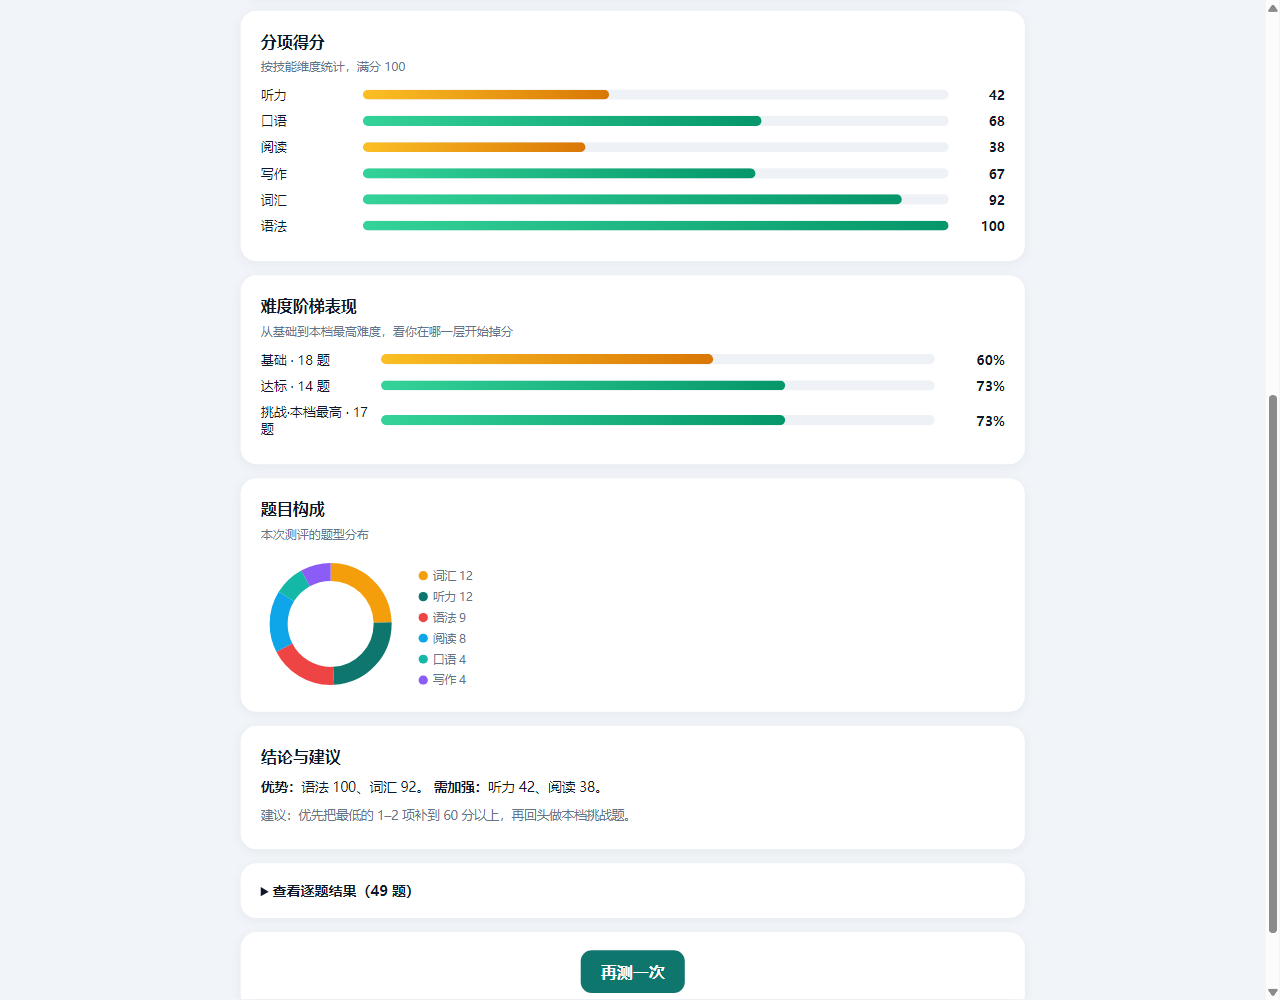 分项得分
按技能维度统计，满分 100
听力 42
口语 68
阅读 38
写作 67
词汇 92
语法 100
难度阶梯表现
从基础到本档最高难度，看你在哪一层开始掉分
基础 · 18 题 60%
达标 · 14 题 73%
挑战·本档最高 · 17
题
73%
题目构成
本次测评的题型分布
词汇 12
听力 12
语法 9
阅读 8
口语 4
写作 4
结论与建议
优势：语法 100、词汇 92。 需加强：听力 42、阅读 38。
建议：优先把最低的 1–2 项补到 60 分以上，再回头做本档挑战题。
▶ 查看逐题结果（49 题）
再测一次